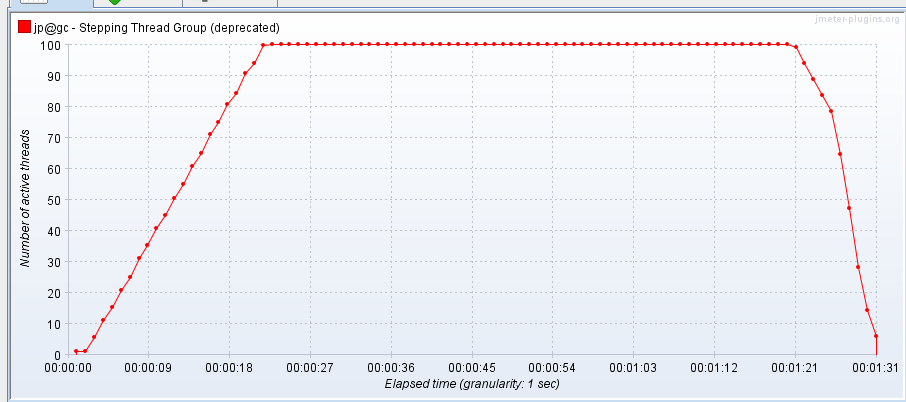 jmeter-plugins.org
jp@gc - Stepping Thread Group (deprecated)
100
90
80
70
60
50
40
30
20
10
0
Number of active threads
00:00:00 00:00:09 00:00:18 00:00:27 00:00:36 00:00:45 00:00:54 00:01:03 00:01:12 00:01:21 00:01:31
Elapsed time (granularity: 1 sec)